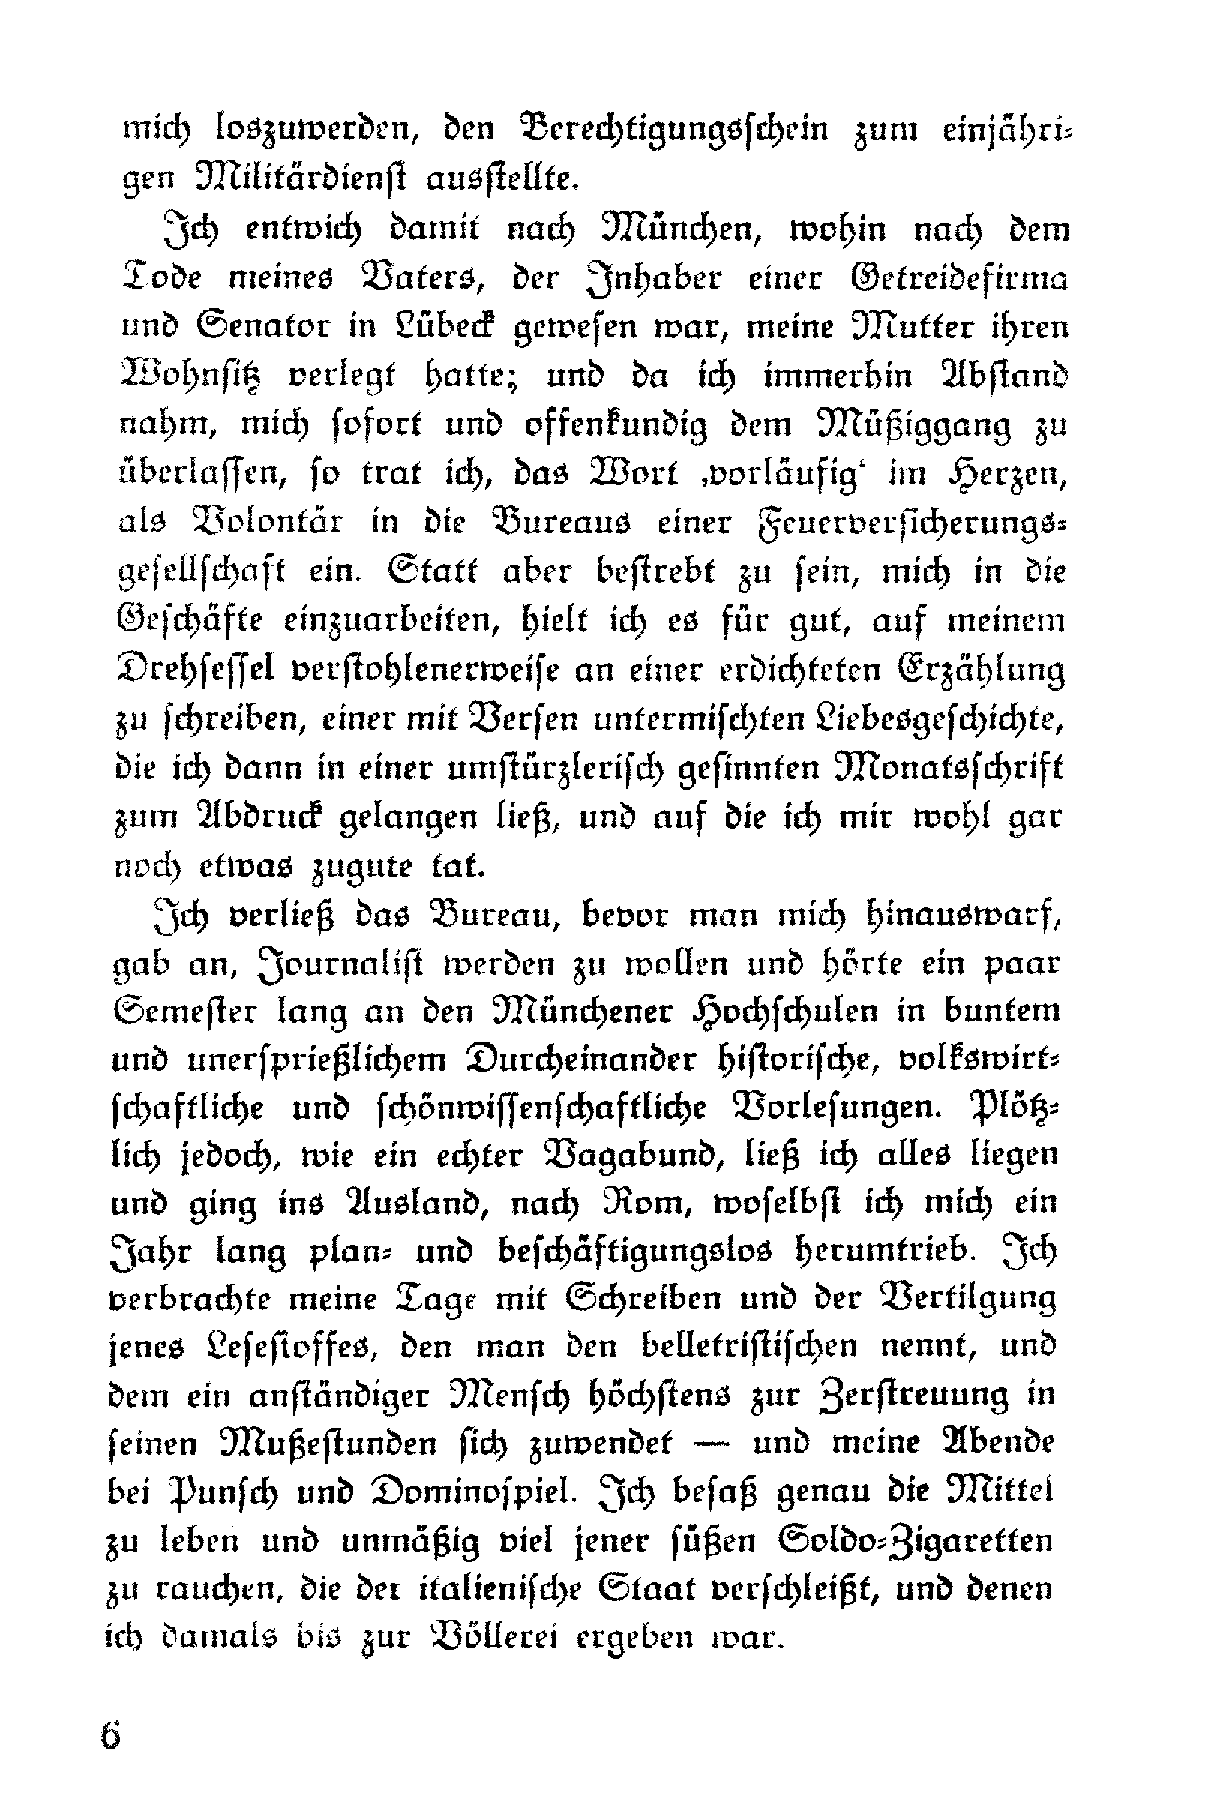 mich loszuwerden, den Berechtigungsschein zum einjähri-
gen Militärdienst ausstellte.
Ich entwich damit nach München, wohin nach dem
Tode meines Vaters, der Inhaber einer Getreidefirma
und Senator in Lübeck gewesen war, meine Mutter ihren
Wohnsitz verlegt hatte; und da ich immerhin Abstand
nahm, mich sofort und offenkundig dem Müßiggang zu
überlassen, so trat ich, das Wort ‚vorläufig‘ im Herzen,
als Volontär in die Bureaus einer Feuerversicherungs-
gesellschaft ein. Statt aber bestrebt zu sein, mich in die
Geschäfte einzuarbeiten, hielt ich es für gut, auf meinem
Drehsessel verstohlenerweise an einer erdichteten Erzählung
zu schreiben, einer mit Versen untermischten Liebesgeschichte,
die ich dann in einer umstürzlerisch gesinnten Monatsschrift
zum Abdruck gelangen ließ, und auf die ich mir wohl gar
noch etwas zugute tat.
Ich verließ das Bureau, bevor man mich hinauswarf,
gab an, Journalist werden zu wollen und hörte ein paar
Semester lang an den Münchener Hochschulen in buntem
und unersprießlichem Durcheinander historische, volkswirt-
schaftliche und schönwissenschaftliche Vorlesungen. Plötz-
lich jedoch, wie ein echter Vagabund, ließ ich alles liegen
und ging ins Ausland, nach Rom, woselbst ich mich ein
Jahr lang plan- und beschäftigungslos herumtrieb. Ich
verbrachte meine Tage mit Schreiben und der Vertilgung
jenes Lesestoffes, den man den belletristischen nennt, und
dem ein anständiger Mensch höchstens zur Zerstreuung in
seinen Mußestunden sich zuwendet — und meine Abende
bei Punsch und Dominospiel. Ich besaß genau die Mittel
zu leben und unmäßig viel jener süßen Soldo-Zigaretten
zu rauchen, die der italienische Staat verschleißt, und denen
ich damals bis zur Völlerei ergeben war.
6